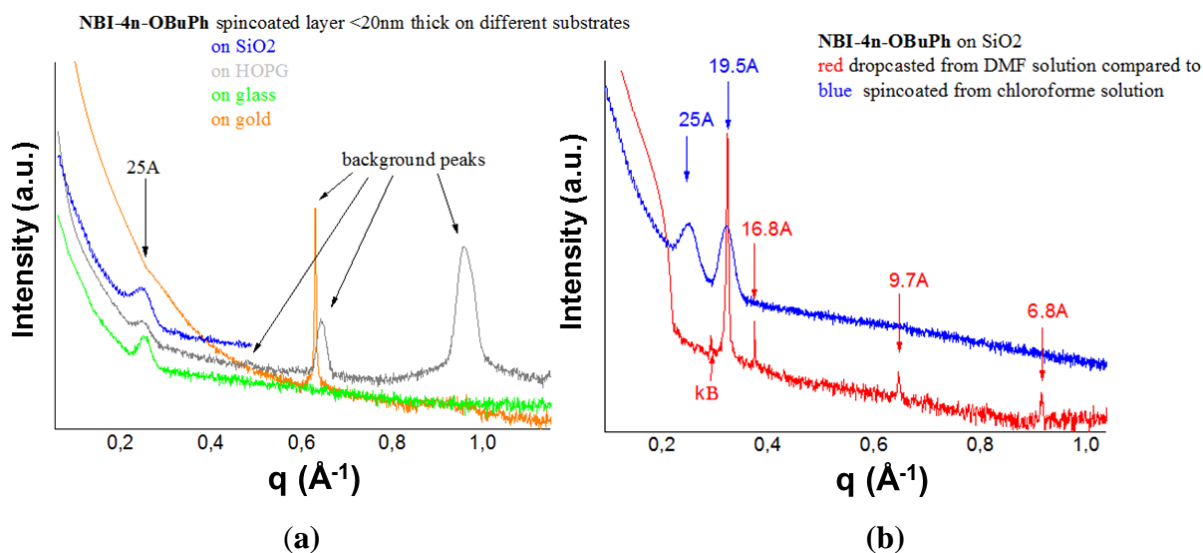 NBI-4n-OBuPh spincoated layer <20nm thick on different substrates
on SiO2
on HOPG
on glass
on gold
background peaks
25A
Intensity (a.u.)
0,2 0,4 0,6 0,8 1,0
q (Å-1)
(a)
NBI-4n-OBuPh on SiO2
red dropcasted from DMF solution compared to
blue spincoated from chloroforme solution
19.5A
25A
16.8A
9.7A
6.8A
kB
Intensity (a.u.)
0,2 0,4 0,6 0,8 1,0
q (Å-1)
(b)